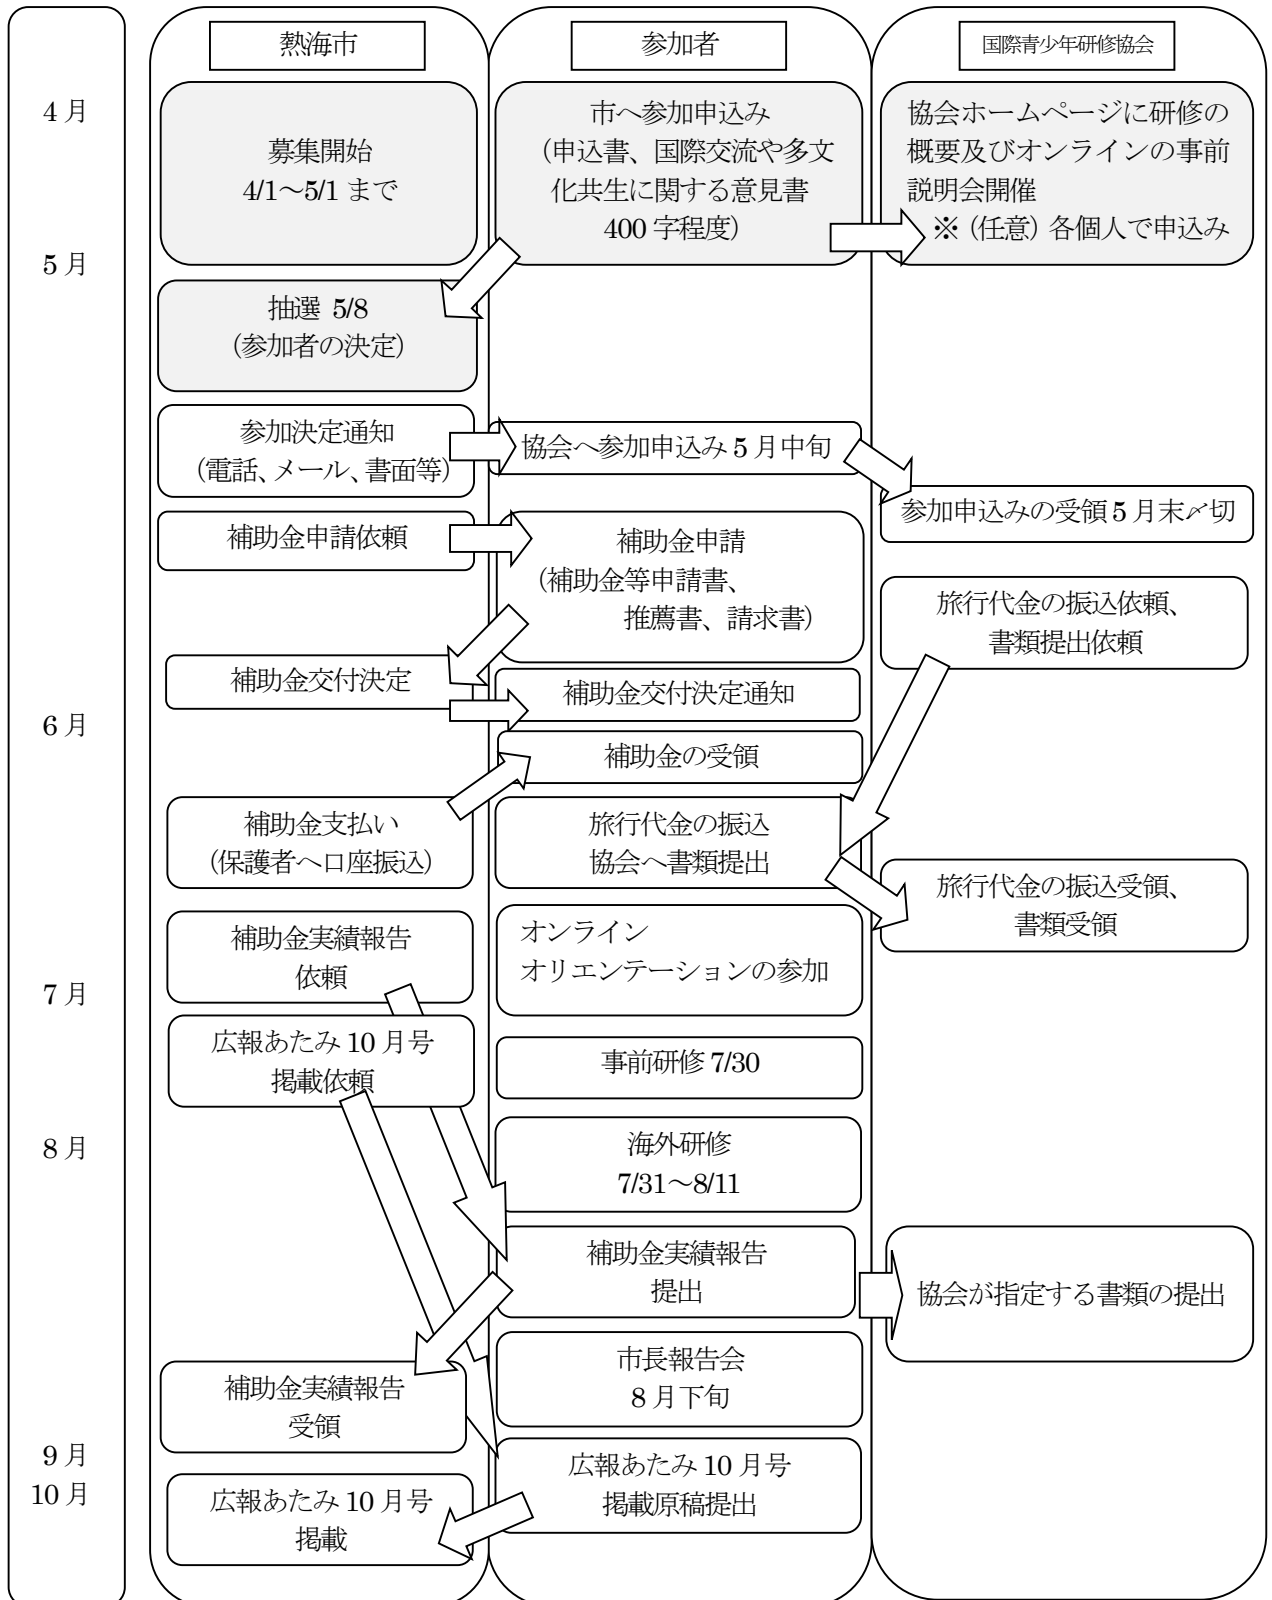 熱海市
参加者
国際青少年研修協会
4月
募集開始
4/1～5/1まで
市へ参加申込み
（申込書、国際交流や多文
化共生に関する意見書
400字程度）
協会ホームページに研修の
概要及びオンラインの事前
説明会開催
※（任意）各個人で申込み
5月
抽選 5/8
（参加者の決定）
参加決定通知
（電話、メール、書面等）
協会へ参加申込み5月中旬
参加申込みの受領5月末〆切
補助金申請依頼
補助金申請
（補助金等申請書、
推薦書、請求書）
旅行代金の振込依頼、
書類提出依頼
補助金交付決定
補助金交付決定通知
6月
補助金の受領
補助金支払い
（保護者へ口座振込）
旅行代金の振込
協会へ書類提出
旅行代金の振込受領、
書類受領
補助金実績報告
依頼
オンライン
オリエンテーションの参加
7月
広報あたみ10月号
掲載依頼
事前研修 7/30
8月
海外研修
7/31～8/11
補助金実績報告
提出
協会が指定する書類の提出
市長報告会
8月下旬
補助金実績報告
受領
9月
10月
広報あたみ10月号
掲載原稿提出
広報あたみ10月号
掲載